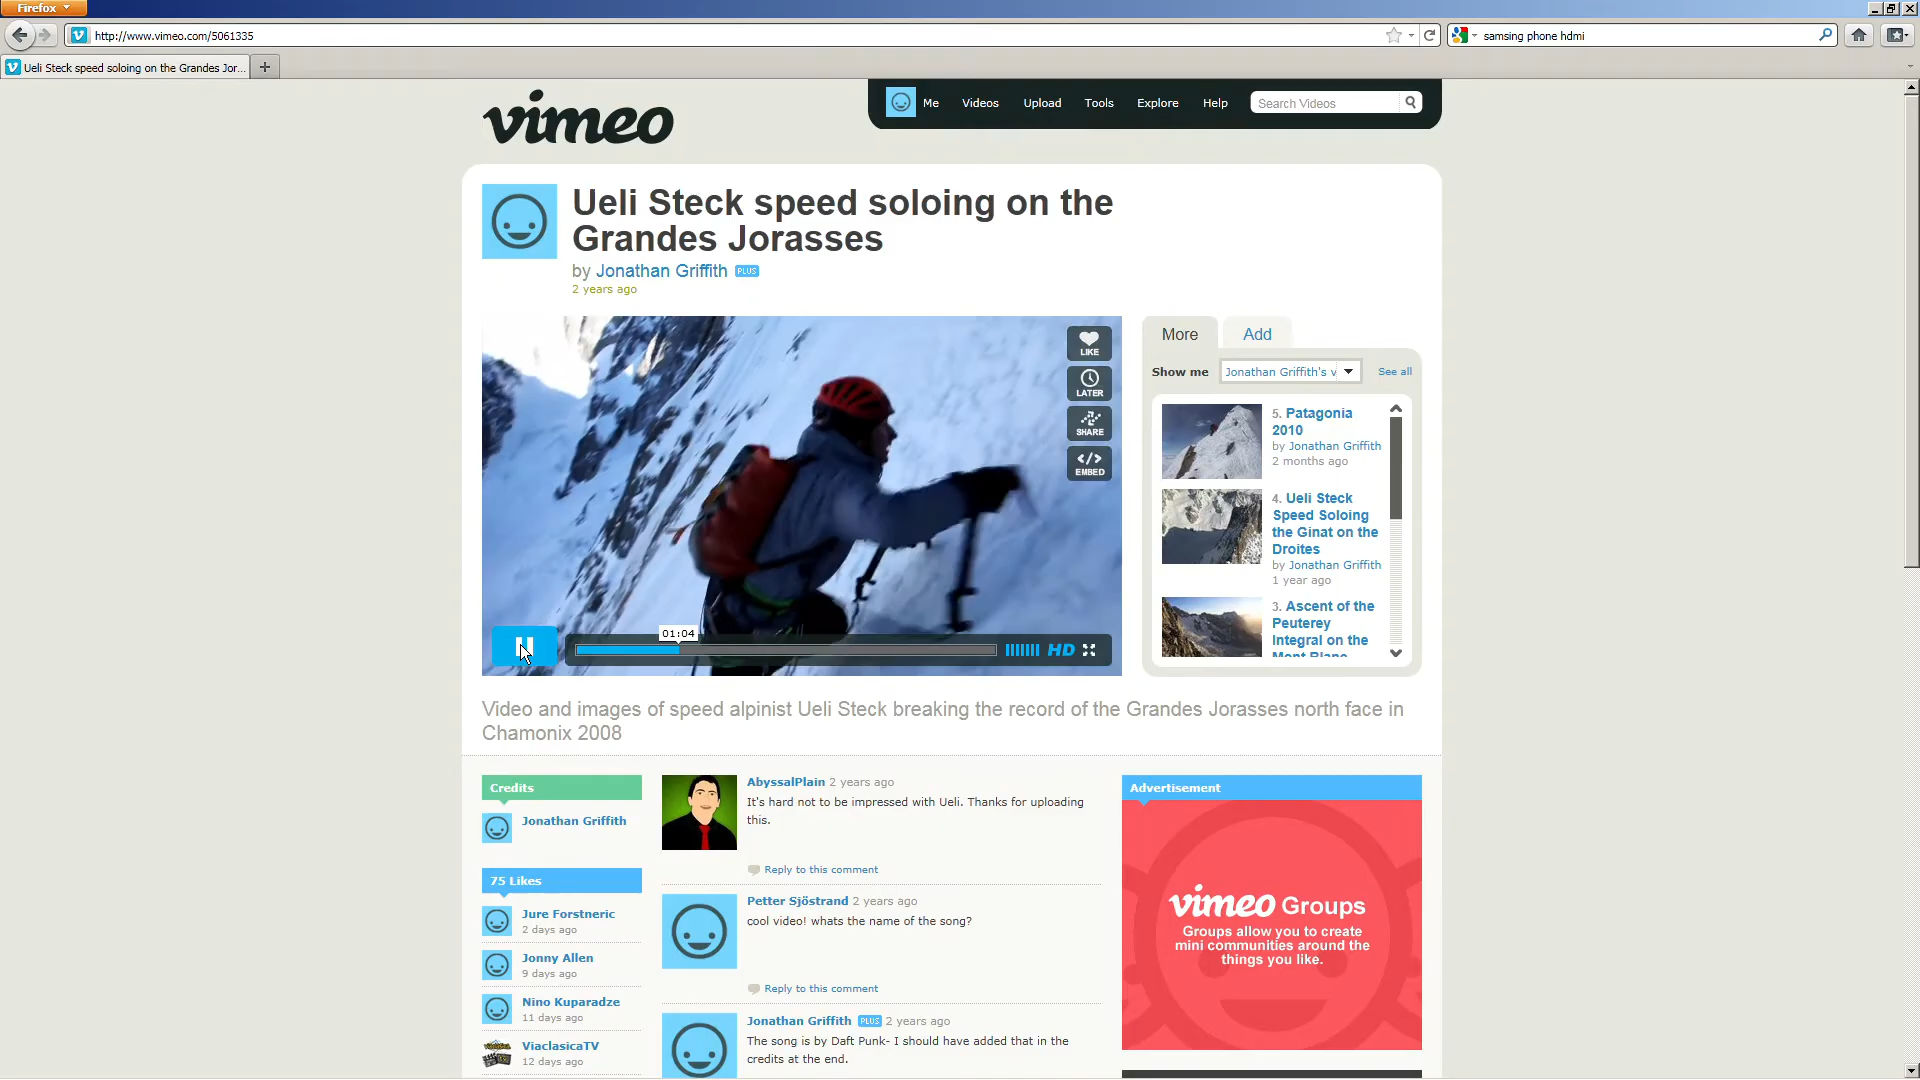 Firefox
http://www.vimeo.com/5061335
samsing phone hdmi
Ueli Steck speed soloing on the Grandes Jor...
vimeo
Me
Videos
Upload
Tools
Explore
Help
Search Videos
Ueli Steck speed soloing on the
Grandes Jorasses
by Jonathan Griffith PLUS
2 years ago
LIKE
LATER
SHARE
EMBED
01:04
HD
More
Add
Show me
Jonathan Griffith's v
See all
5. Patagonia
2010
by Jonathan Griffith
2 months ago
4. Ueli Steck
Speed Soloing
the Ginat on the
Droites
by Jonathan Griffith
1 year ago
3. Ascent of the
Peuterey
Integral on the
Mont Blanc
Video and images of speed alpinist Ueli Steck breaking the record of the Grandes Jorasses north face in
Chamonix 2008
Credits
Jonathan Griffith
75 Likes
Jure Forstneric
2 days ago
Jonny Allen
9 days ago
Nino Kuparadze
11 days ago
ViaclasicaTV
12 days ago
AbyssalPlain 2 years ago
It's hard not to be impressed with Ueli. Thanks for uploading
this.
Reply to this comment
Petter Sjöstrand 2 years ago
cool video! whats the name of the song?
Reply to this comment
Jonathan Griffith PLUS 2 years ago
The song is by Daft Punk- I should have added that in the
credits at the end.
Advertisement
vimeo Groups
Groups allow you to create
mini communities around the
things you like.